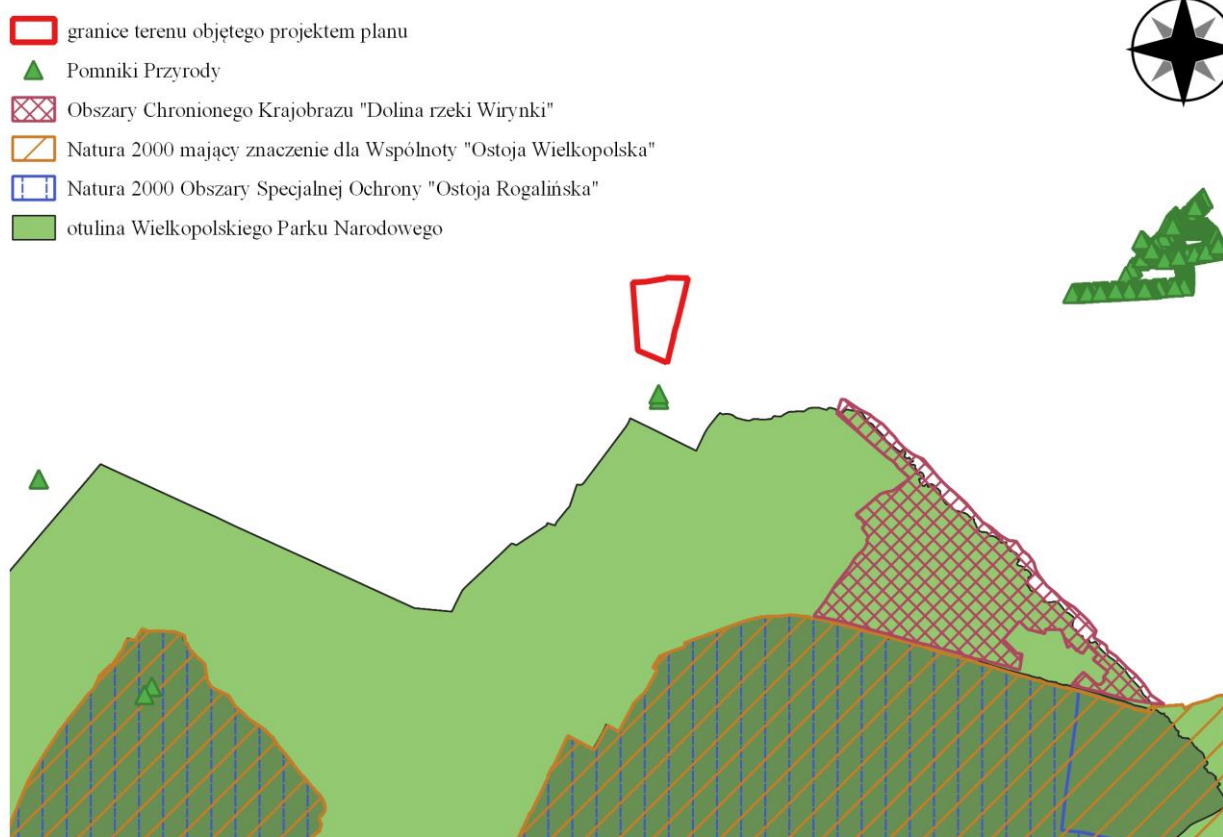 granice terenu objętego projektem planu
Pomniki Przyrody
Obszary Chronionego Krajobrazu "Dolina rzeki Wirynki"
Natura 2000 mający znaczenie dla Wspólnoty "Ostoja Wielkopolska"
Natura 2000 Obszary Specjalnej Ochrony "Ostoja Rogalińska"
otulina Wielkopolskiego Parku Narodowego